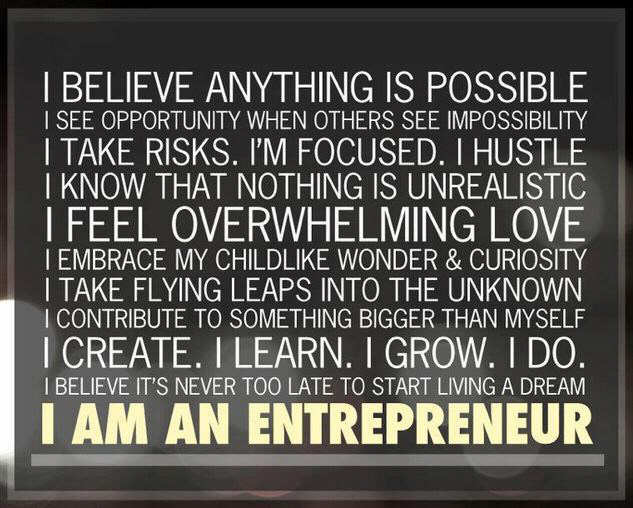 I BELIEVE ANYTHING IS POSSIBLE
I SEE OPPORTUNITY WHEN OTHERS SEE IMPOSSIBILITY
I TAKE RISKS. I'M FOCUSED. I HUSTLE
I KNOW THAT NOTHING IS UNREALISTIC
I FEEL OVERWHELMING LOVE
I EMBRACE MY CHILDLIKE WONDER & CURIOSITY
I TAKE FLYING LEAPS INTO THE UNKNOWN
I CONTRIBUTE TO SOMETHING BIGGER THAN MYSELF
I CREATE. I LEARN. I GROW. I DO.
I BELIEVE IT'S NEVER TOO LATE TO START LIVING A DREAM
I AM AN ENTREPRENEUR